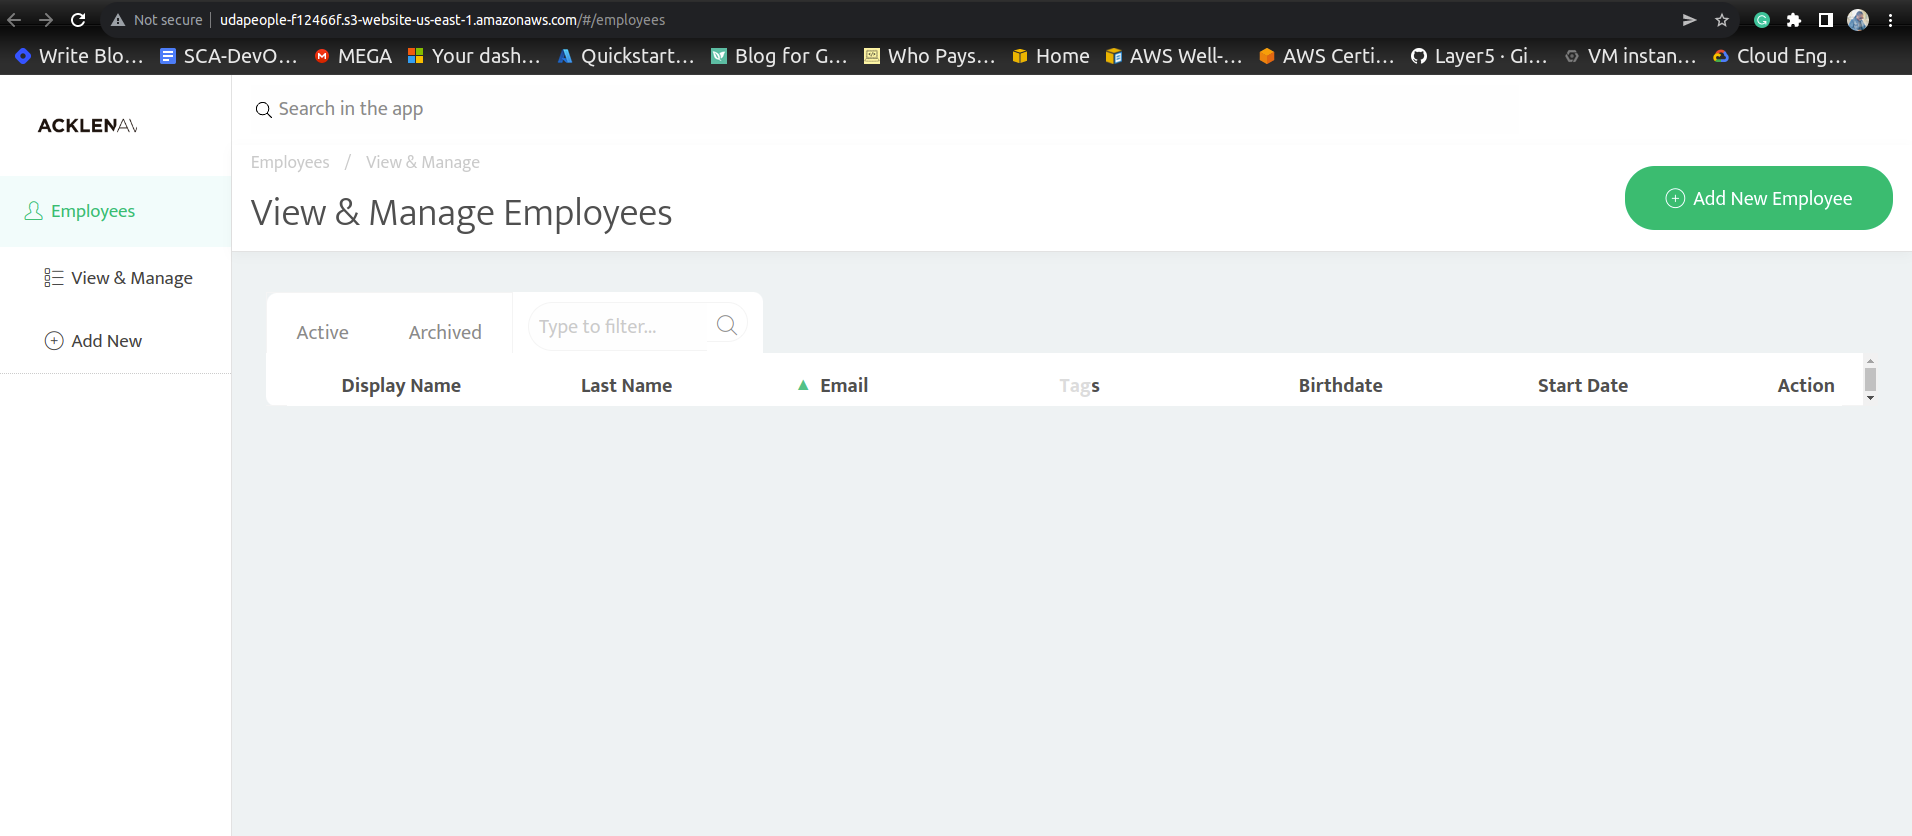 Not secure udapeople-f12466f.s3-website-us-east-1.amazonaws.com/#/employees
Write Blo... SCA-DevO... MEGA Your dash... Quickstart... Blog for G... Who Pays... Home AWS Well-... AWS Certi... Layer5 · Gi... VM instan... Cloud Eng...
ACKLENAV
Search in the app
Employees / View & Manage
View & Manage Employees
Add New Employee
Employees
View & Manage
Add New
Active Archived Type to filter...
Display Name Last Name ▲ Email Tags Birthdate Start Date Action